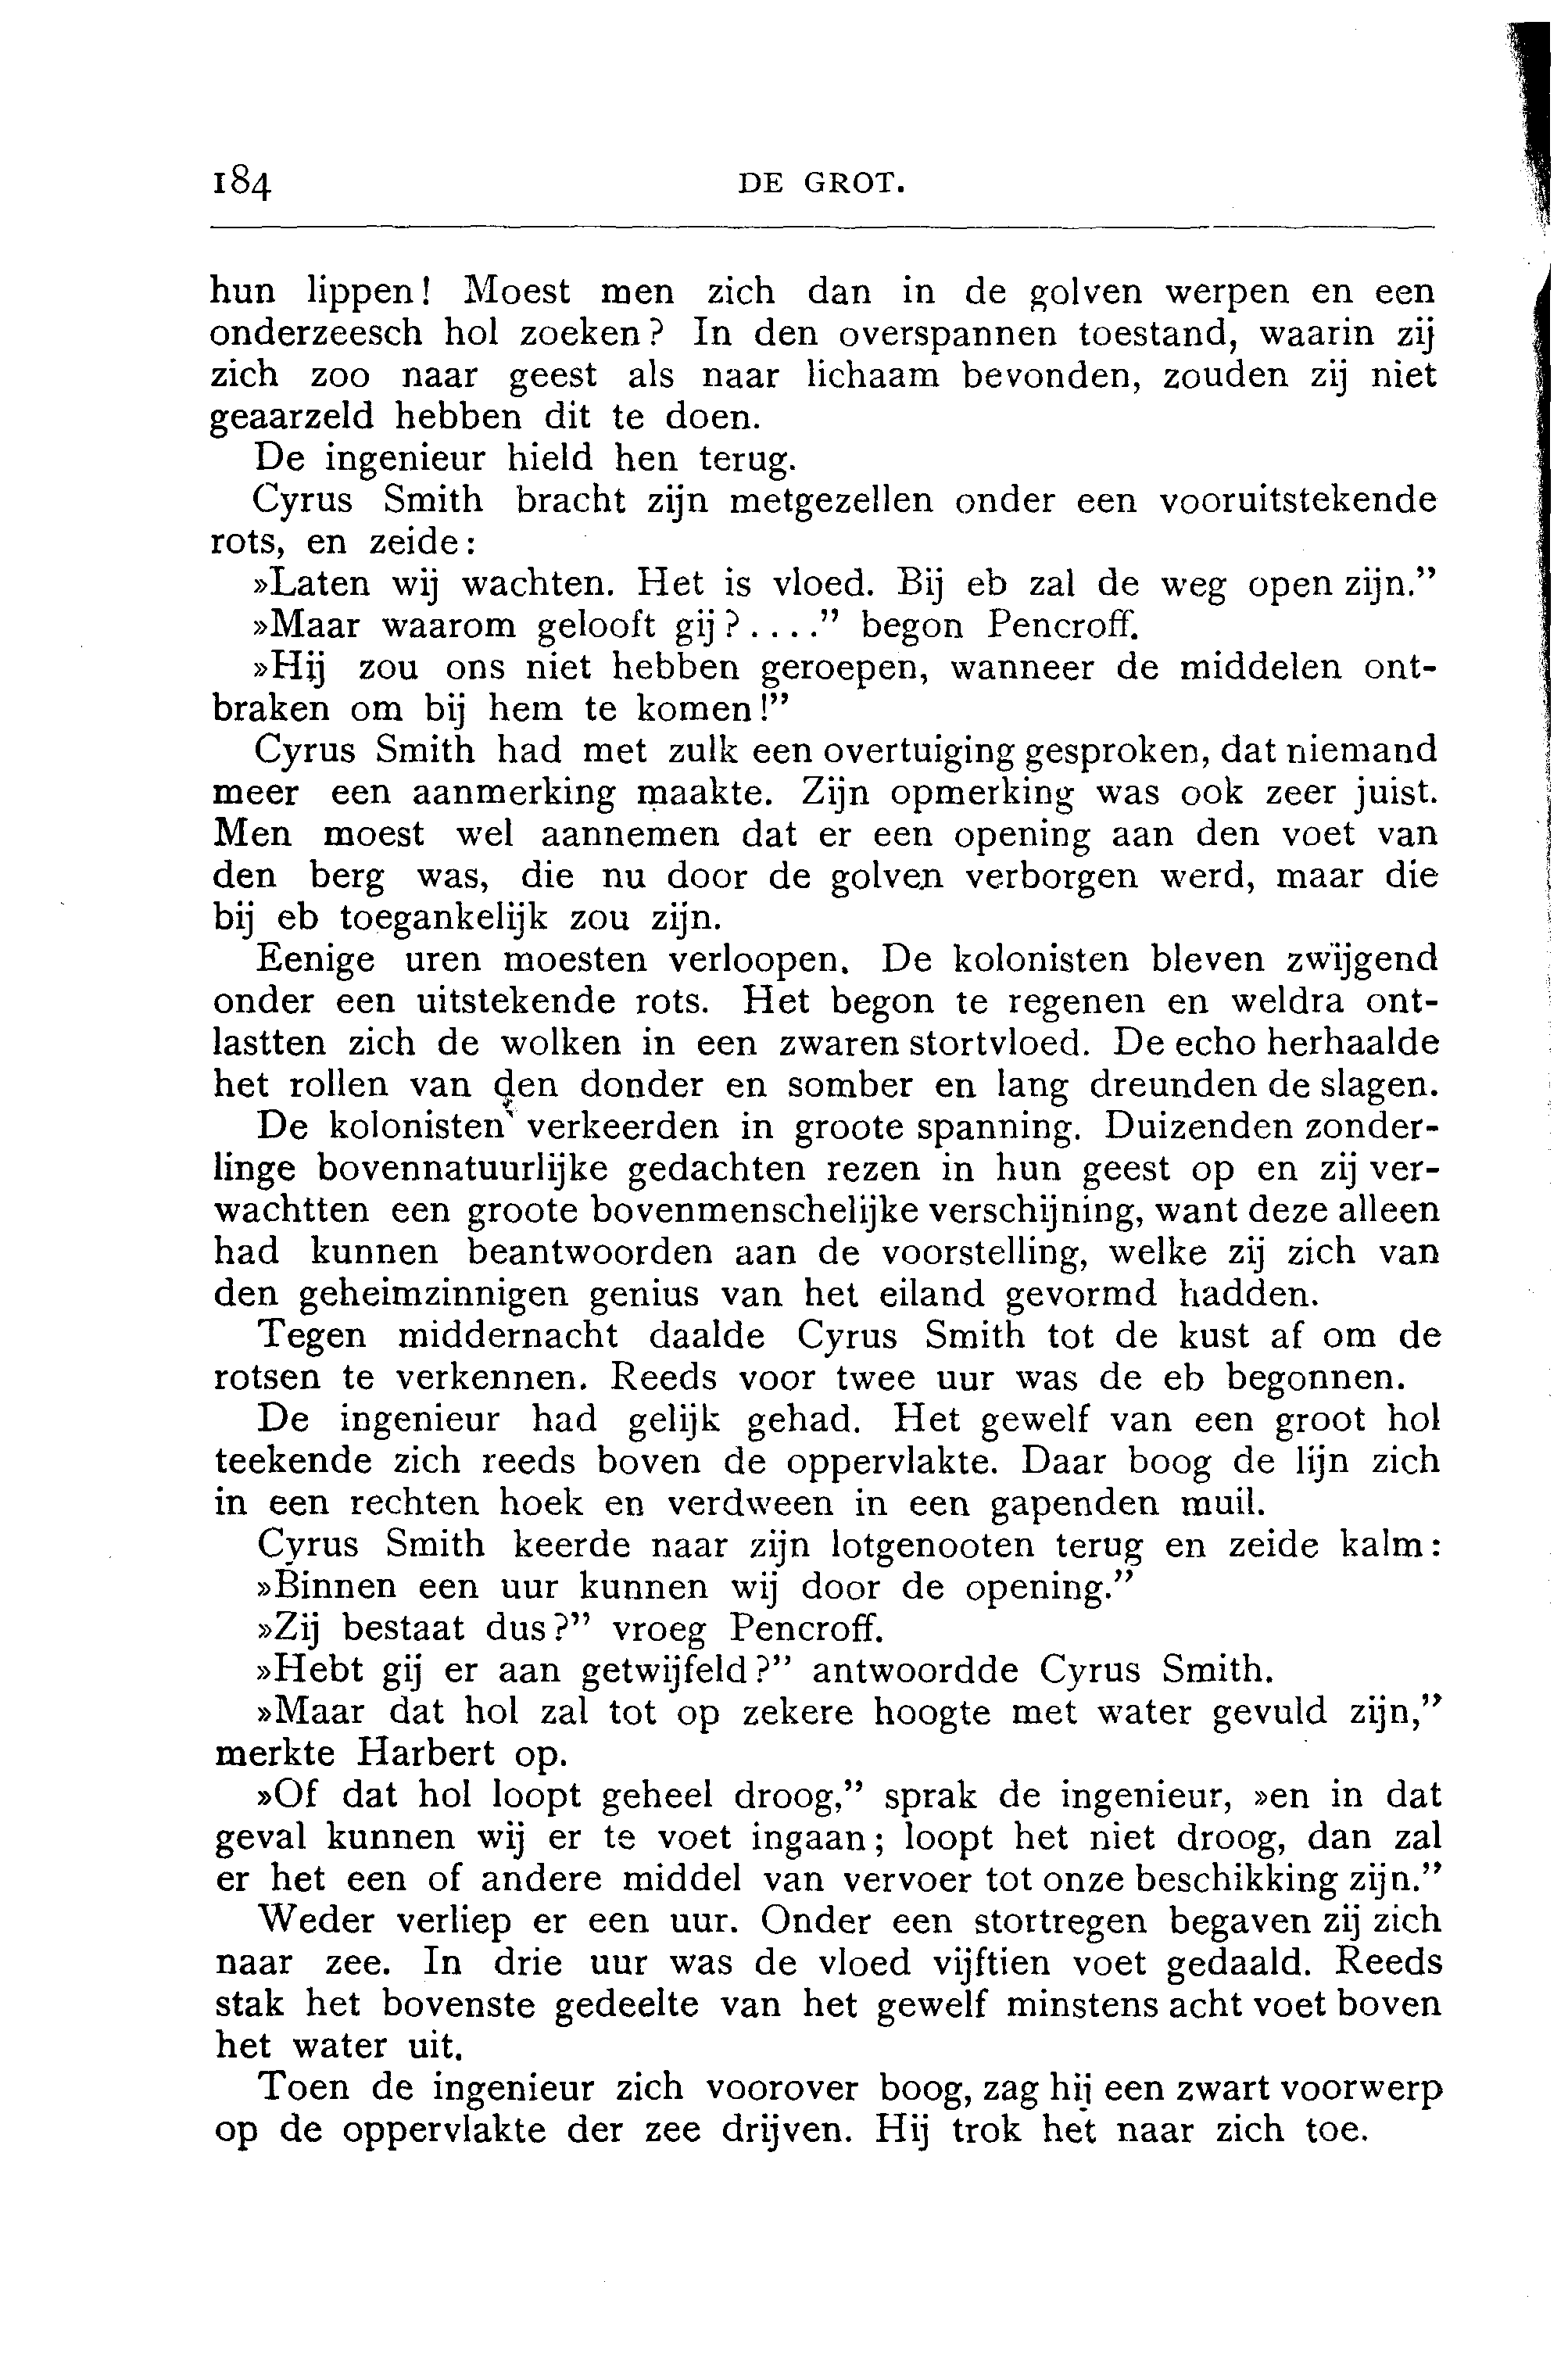 184 DE GROT.
hun lippen! Moest men zich dan in de golven werpen en een
onderzeesch hol zoeken? In den overspannen toestand, waarin zij
zich zoo naar geest als naar lichaam bevonden, zouden zij niet
geaarzeld hebben dit te doen.
De ingenieur hield hen terug.
Cyrus Smith bracht zijn metgezellen onder een vooruitstekende
rots, en zeide:
»Laten wij wachten. Het is vloed. Bij eb zal de weg open zijn.”
»Maar waarom gelooft gij?....” begon Pencroff.
»Hij zou ons niet hebben geroepen, wanneer de middelen ont-
braken om bij hem te komen!”
Cyrus Smith had met zulk een overtuiging gesproken, dat niemand
meer een aanmerking maakte. Zijn opmerking was ook zeer juist.
Men moest wel aannemen dat er een opening aan den voet van
den berg was, die nu door de golven verborgen werd, maar die
bij eb toegankelijk zou zijn.
Eenige uren moesten verloopen. De kolonisten bleven zwijgend
onder een uitstekende rots. Het begon te regenen en weldra ont-
lastten zich de wolken in een zwaren stortvloed. De echo herhaalde
het rollen van den donder en somber en lang dreunden de slagen.
De kolonisten verkeerden in groote spanning. Duizenden zonder-
linge bovennatuurlijke gedachten rezen in hun geest op en zij ver-
wachtten een groote bovenmenschelijke verschijning, want deze alleen
had kunnen beantwoorden aan de voorstelling, welke zij zich van
den geheimzinnigen genius van het eiland gevormd hadden.
Tegen middernacht daalde Cyrus Smith tot de kust af om de
rotsen te verkennen. Reeds voor twee uur was de eb begonnen.
De ingenieur had gelijk gehad. Het gewelf van een groot hol
teekende zich reeds boven de oppervlakte. Daar boog de lijn zich
in een rechten hoek en verdween in een gapenden muil.
Cyrus Smith keerde naar zijn lotgenooten terug en zeide kalm:
»Binnen een uur kunnen wij door de opening.”
»Zij bestaat dus?” vroeg Pencroff.
»Hebt gij er aan getwijfeld?” antwoordde Cyrus Smith.
»Maar dat hol zal tot op zekere hoogte met water gevuld zijn,”
merkte Harbert op.
»Of dat hol loopt geheel droog,” sprak de ingenieur, »en in dat
geval kunnen wij er te voet ingaan; loopt het niet droog, dan zal
er het een of andere middel van vervoer tot onze beschikking zijn.”
Weder verliep er een uur. Onder een stortregen begaven zij zich
naar zee. In drie uur was de vloed vijftien voet gedaald. Reeds
stak het bovenste gedeelte van het gewelf minstens acht voet boven
het water uit.
Toen de ingenieur zich voorover boog, zag hij een zwart voorwerp
op de oppervlakte der zee drijven. Hij trok het naar zich toe.